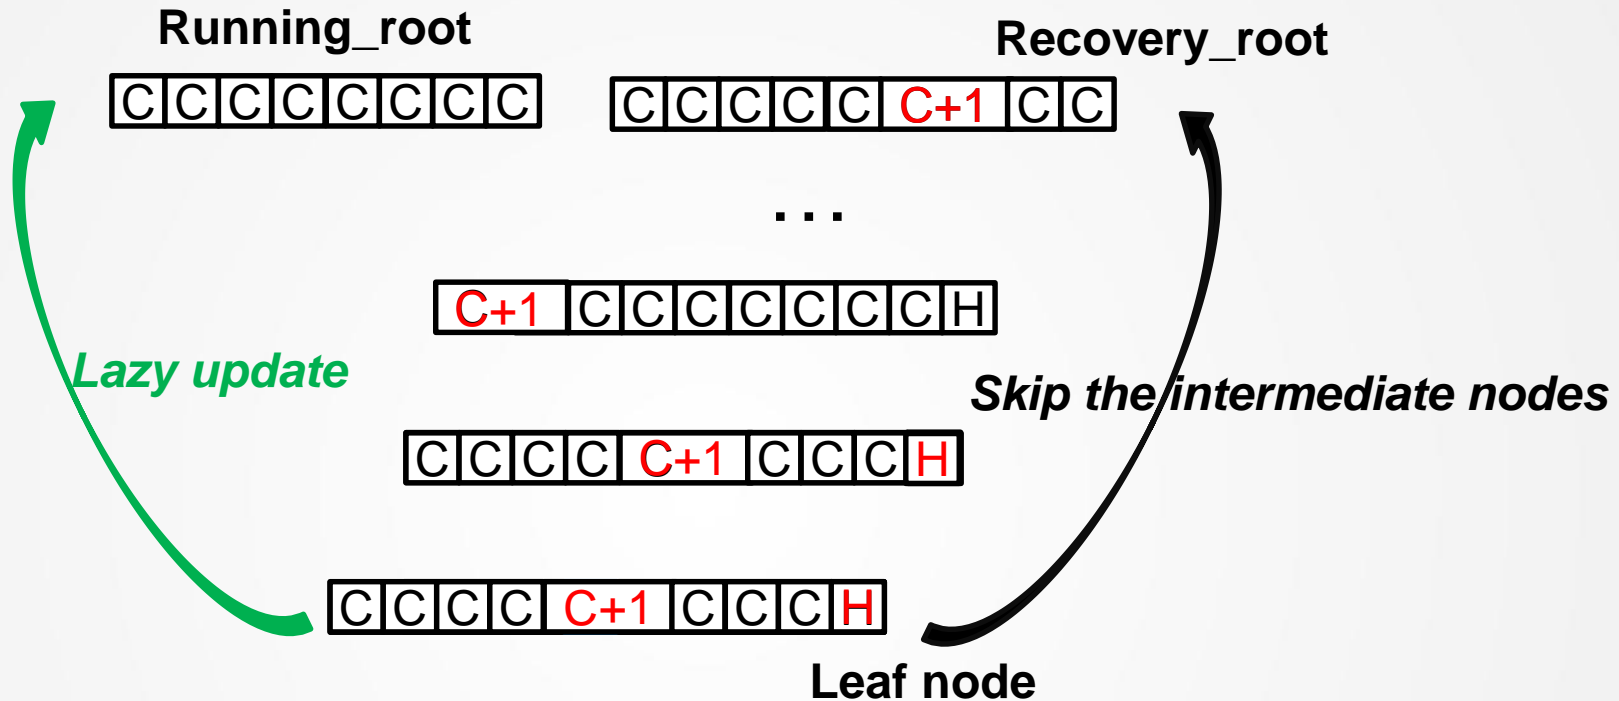 Running_root
Recovery_root
C C C C C C C C
C C C C C C+1 C C
...
C+1 C C C C C C C H
Lazy update
Skip the intermediate nodes
C C C C C+1 C C C H
C C C C C+1 C C C H
Leaf node